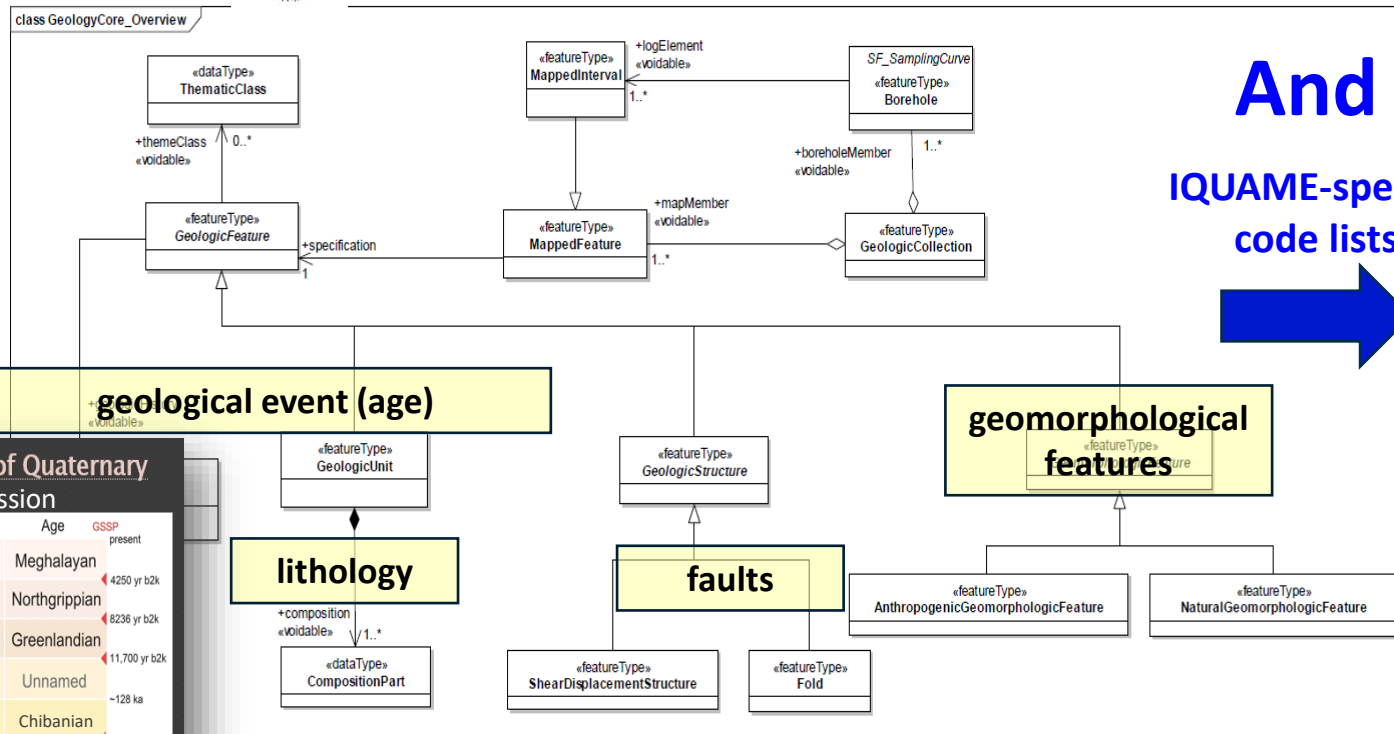 class GeologyCore_Overview
«dataType»
ThematicClass
+themeClass
«voidable»
0..*
«featureType»
GeologicFeature
+specification
1
«featureType»
MappedInterval
+logElement
«voidable»
1..*
SF_SamplingCurve
«featureType»
Borehole
+boreholeMember
«voidable»
1..*
«featureType»
MappedFeature
+mapMember
«voidable»
1..*
«featureType»
GeologicCollection
And
IQUAME-spe
code lists
geological event (age)
«voidable»
«featureType»
GeologicUnit
lithology
+composition
«voidable»
1..*
«dataType»
CompositionPart
«featureType»
GeologicStructure
faults
«featureType»
ShearDisplacementStructure
«featureType»
Fold
geomorphological
features
«featureType»
«featureType»
AnthropogenicGeomorphologicFeature
«featureType»
NaturalGeomorphologicFeature
of Quaternary
ssion
Age GSSP
present
Meghalayan
4250 yr b2k
Northgrippian
8236 yr b2k
Greenlandian
11,700 yr b2k
Unnamed
~128 ka
Chibanian